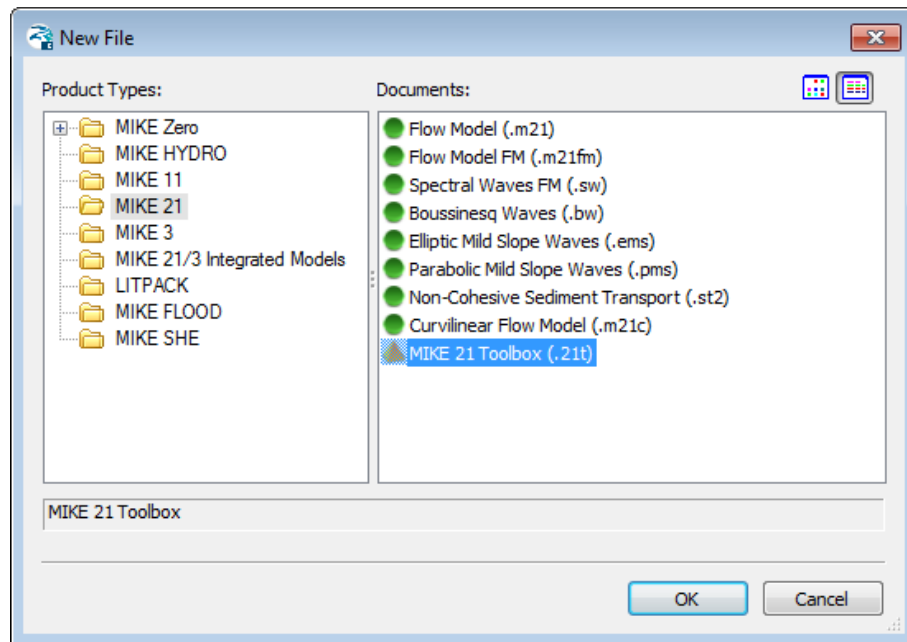 New File
Product Types:
Documents:
MIKE Zero
MIKE HYDRO
MIKE 11
MIKE 21
MIKE 3
MIKE 21/3 Integrated Models
LITPACK
MIKE FLOOD
MIKE SHE
Flow Model (.m21)
Flow Model FM (.m21fm)
Spectral Waves FM (.sw)
Boussinesq Waves (.bw)
Elliptic Mild Slope Waves (.ems)
Parabolic Mild Slope Waves (.pms)
Non-Cohesive Sediment Transport (.st2)
Curvilinear Flow Model (.m21c)
MIKE 21 Toolbox (.21t)
MIKE 21 Toolbox
OK
Cancel